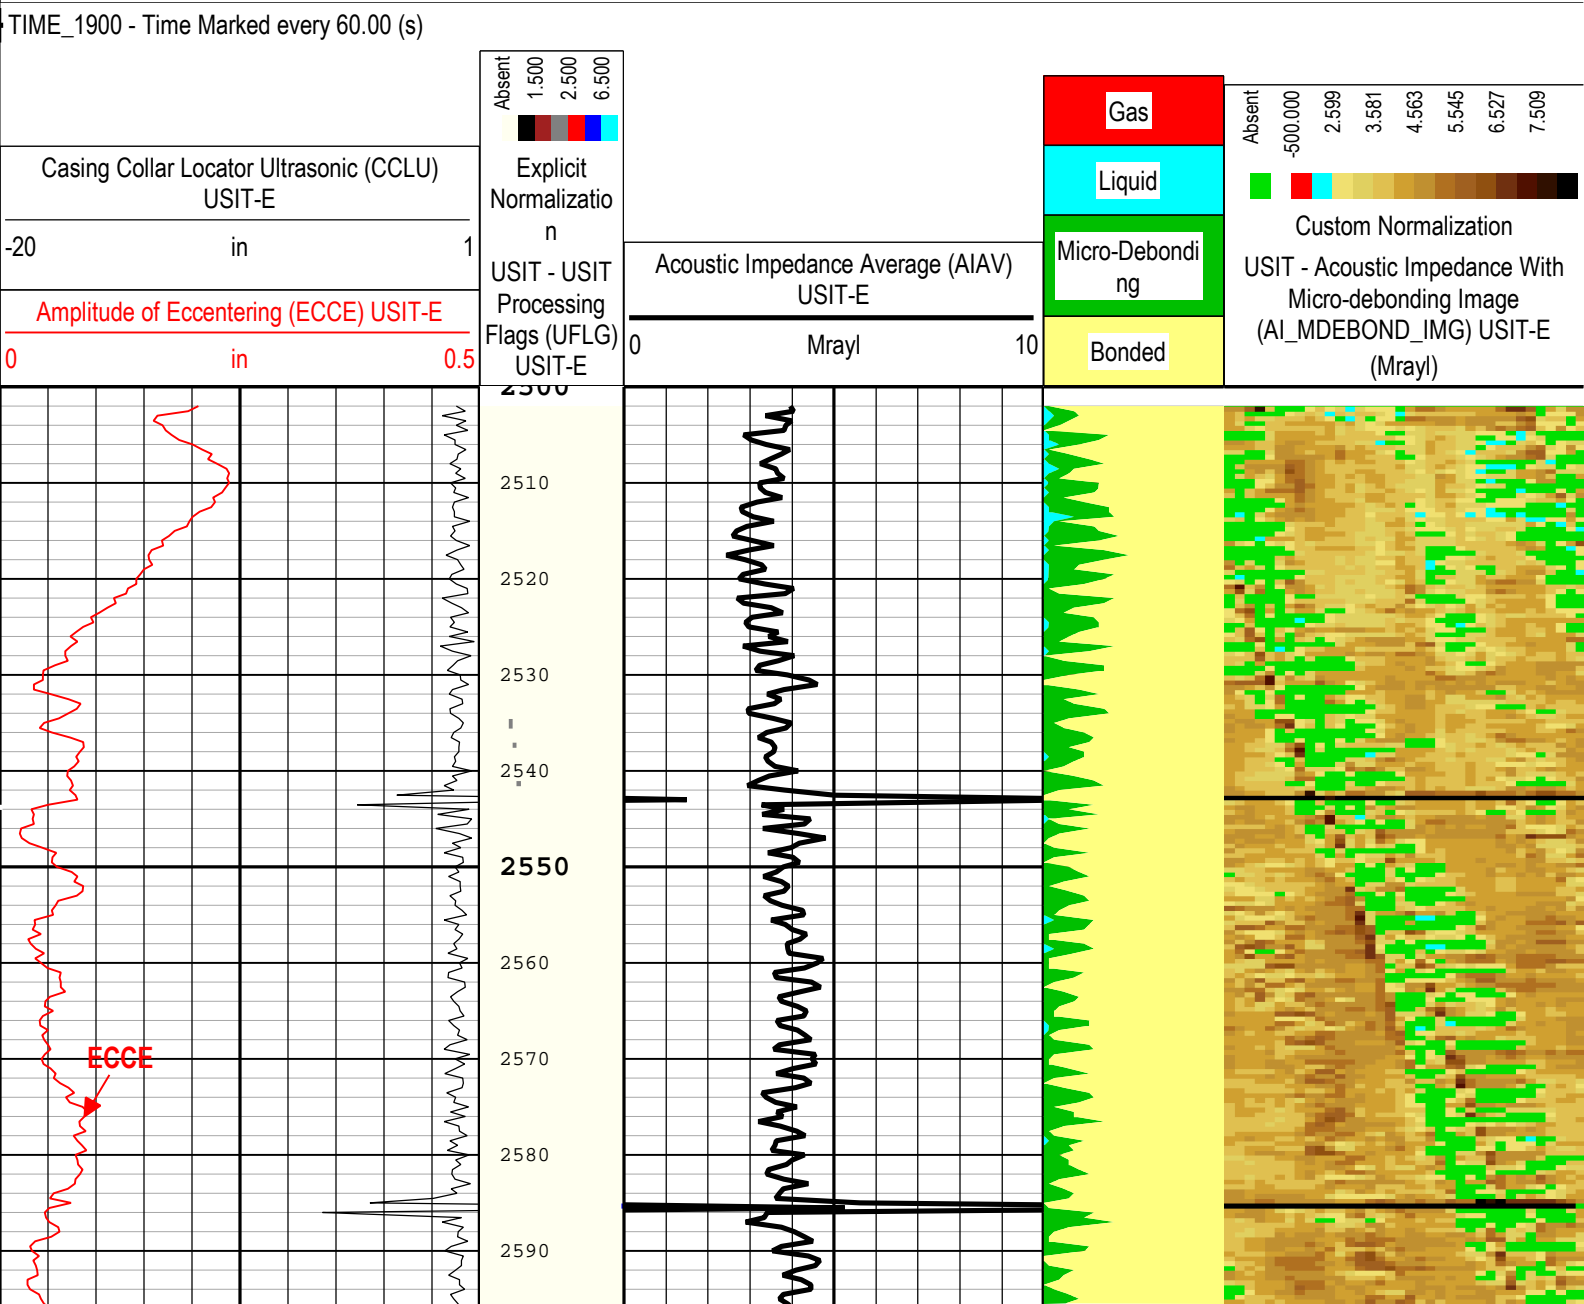 TIME_1900 - Time Marked every 60.00 (s)
Absent
1.500
2.500
6.500
Explicit
Normalizatio
n
USIT - USIT
Processing
Flags (UFLG)
USIT-E
Casing Collar Locator Ultrasonic (CCLU)
USIT-E
-20 in 1
Amplitude of Eccentering (ECCE) USIT-E
0 in 0.5
Acoustic Impedance Average (AIAV)
USIT-E
0 Mrayl 10
Gas
Liquid
Micro-Debondi
ng
Bonded
Absent
-500.000
2.599
3.581
4.563
5.545
6.527
7.509
Custom Normalization
USIT - Acoustic Impedance With
Micro-debonding Image
(AI_MDEBOND_IMG) USIT-E
(Mrayl)
2500
2510
2520
2530
2540
2550
2560
2570
2580
2590
ECCE